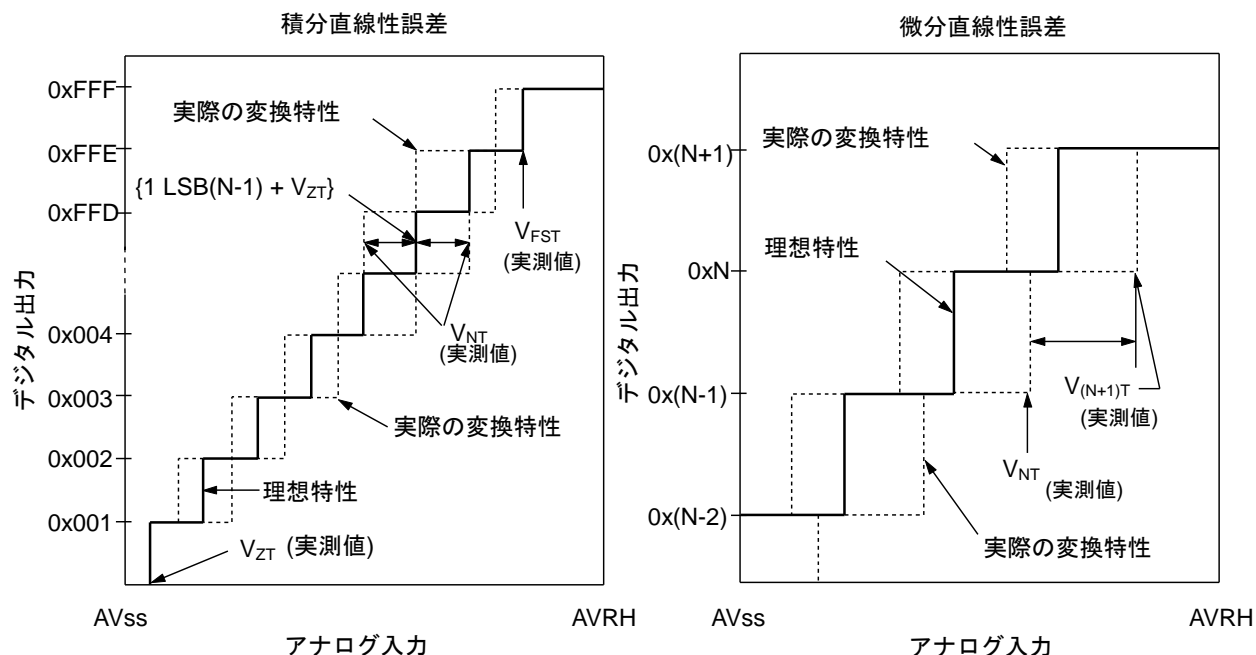 積分直線性誤差
0xFFF
0xFFE
0xFFD
0x004
0x003
0x002
0x001
デジタル出力
実際の変換特性
{1 LSB(N-1) + VZT}
VFST
(実測値)
VNT
(実測値)
実際の変換特性
理想特性
VZT (実測値)
AVss
AVRH
アナログ入力
微分直線性誤差
0x(N+1)
0xN
0x(N-1)
0x(N-2)
デジタル出力
実際の変換特性
理想特性
V(N+1)T
(実測値)
VNT (実測値)
実際の変換特性
AVss
AVRH
アナログ入力